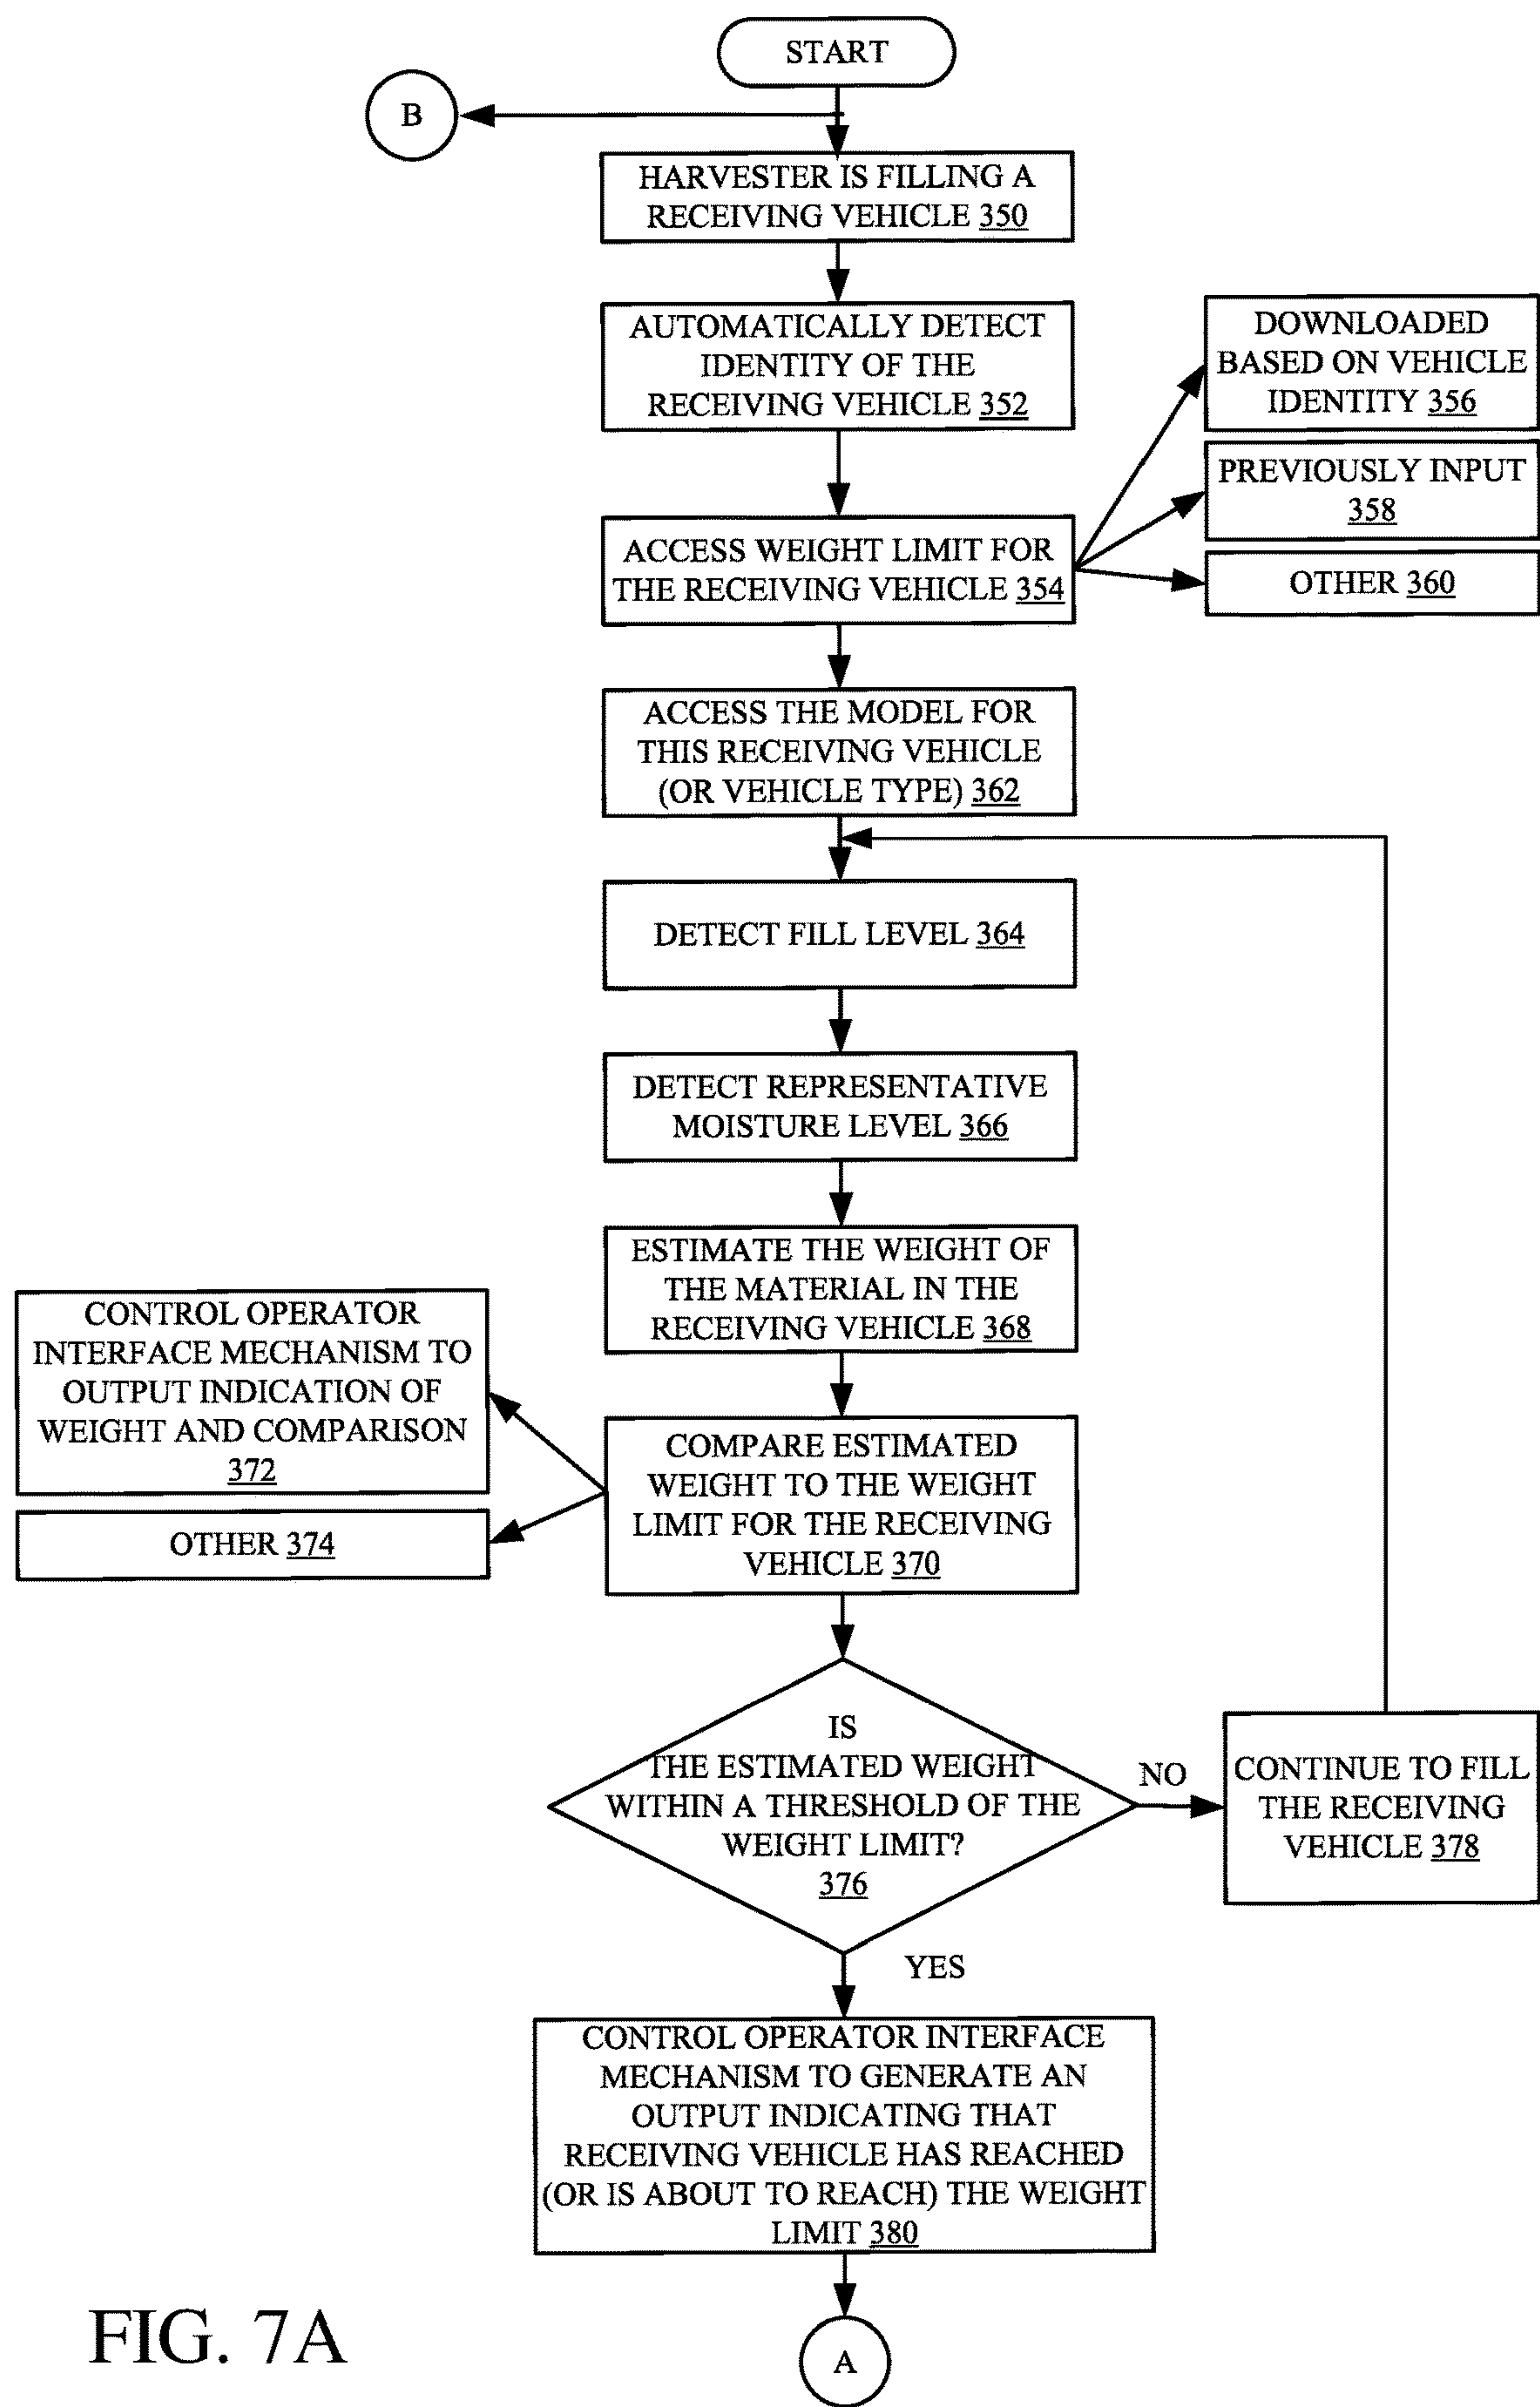 START
B
HARVESTER IS FILLING A
RECEIVING VEHICLE 350
AUTOMATICALLY DETECT
IDENTITY OF THE
RECEIVING VEHICLE 352
DOWNLOADED
BASED ON VEHICLE
IDENTITY 356
PREVIOUSLY INPUT
358
OTHER 360
ACCESS WEIGHT LIMIT FOR
THE RECEIVING VEHICLE 354
ACCESS THE MODEL FOR
THIS RECEIVING VEHICLE
(OR VEHICLE TYPE) 362
DETECT FILL LEVEL 364
DETECT REPRESENTATIVE
MOISTURE LEVEL 366
ESTIMATE THE WEIGHT OF
THE MATERIAL IN THE
RECEIVING VEHICLE 368
CONTROL OPERATOR
INTERFACE MECHANISM TO
OUTPUT INDICATION OF
WEIGHT AND COMPARISON
372
OTHER 374
COMPARE ESTIMATED
WEIGHT TO THE WEIGHT
LIMIT FOR THE RECEIVING
VEHICLE 370
IS
THE ESTIMATED WEIGHT
WITHIN A THRESHOLD OF THE
WEIGHT LIMIT?
376
NO
CONTINUE TO FILL
THE RECEIVING
VEHICLE 378
YES
CONTROL OPERATOR INTERFACE
MECHANISM TO GENERATE AN
OUTPUT INDICATING THAT
RECEIVING VEHICLE HAS REACHED
(OR IS ABOUT TO REACH) THE WEIGHT
LIMIT 380
A
FIG. 7A